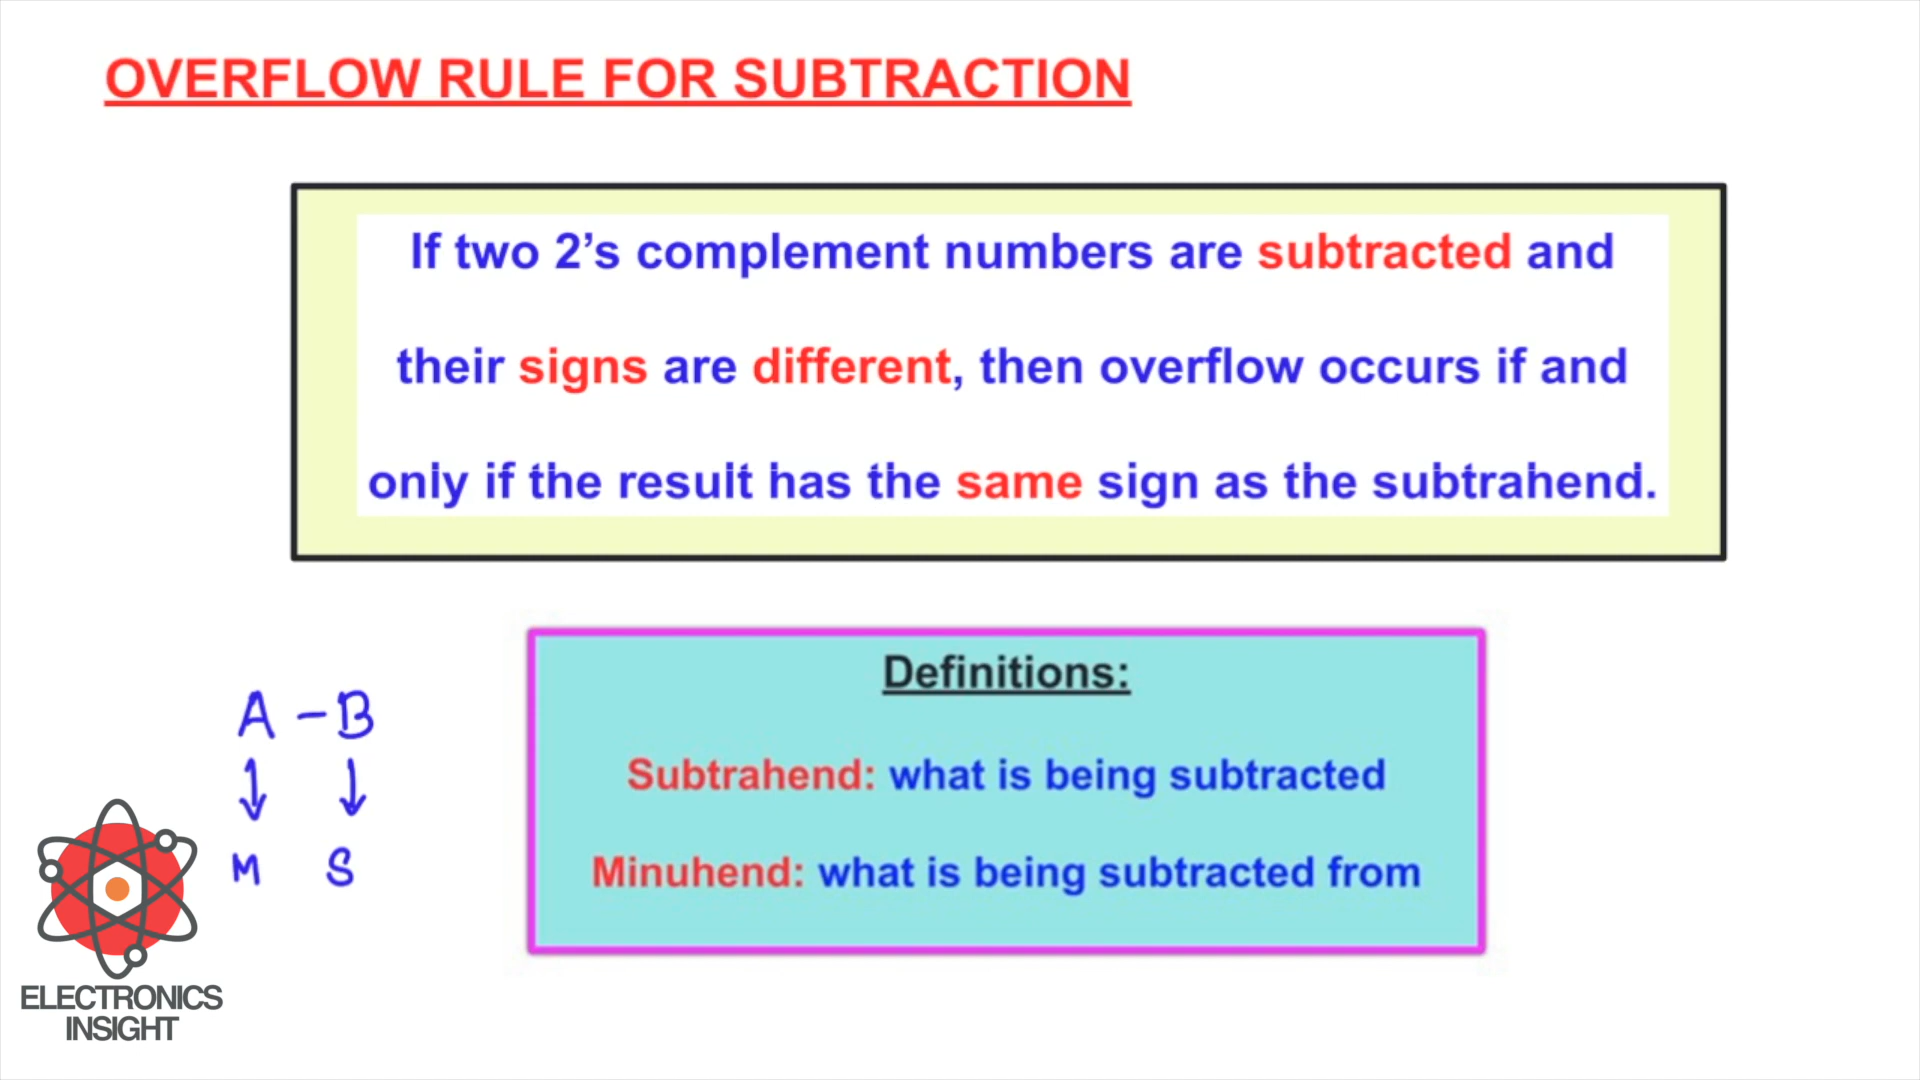 OVERFLOW RULE FOR SUBTRACTION
If two 2’s complement numbers are subtracted and
their signs are different, then overflow occurs if and
only if the result has the same sign as the subtrahend.
A – B
↓ ↓
M S
Definitions:
Subtrahend: what is being subtracted
Minuhend: what is being subtracted from
ELECTRONICS
INSIGHT